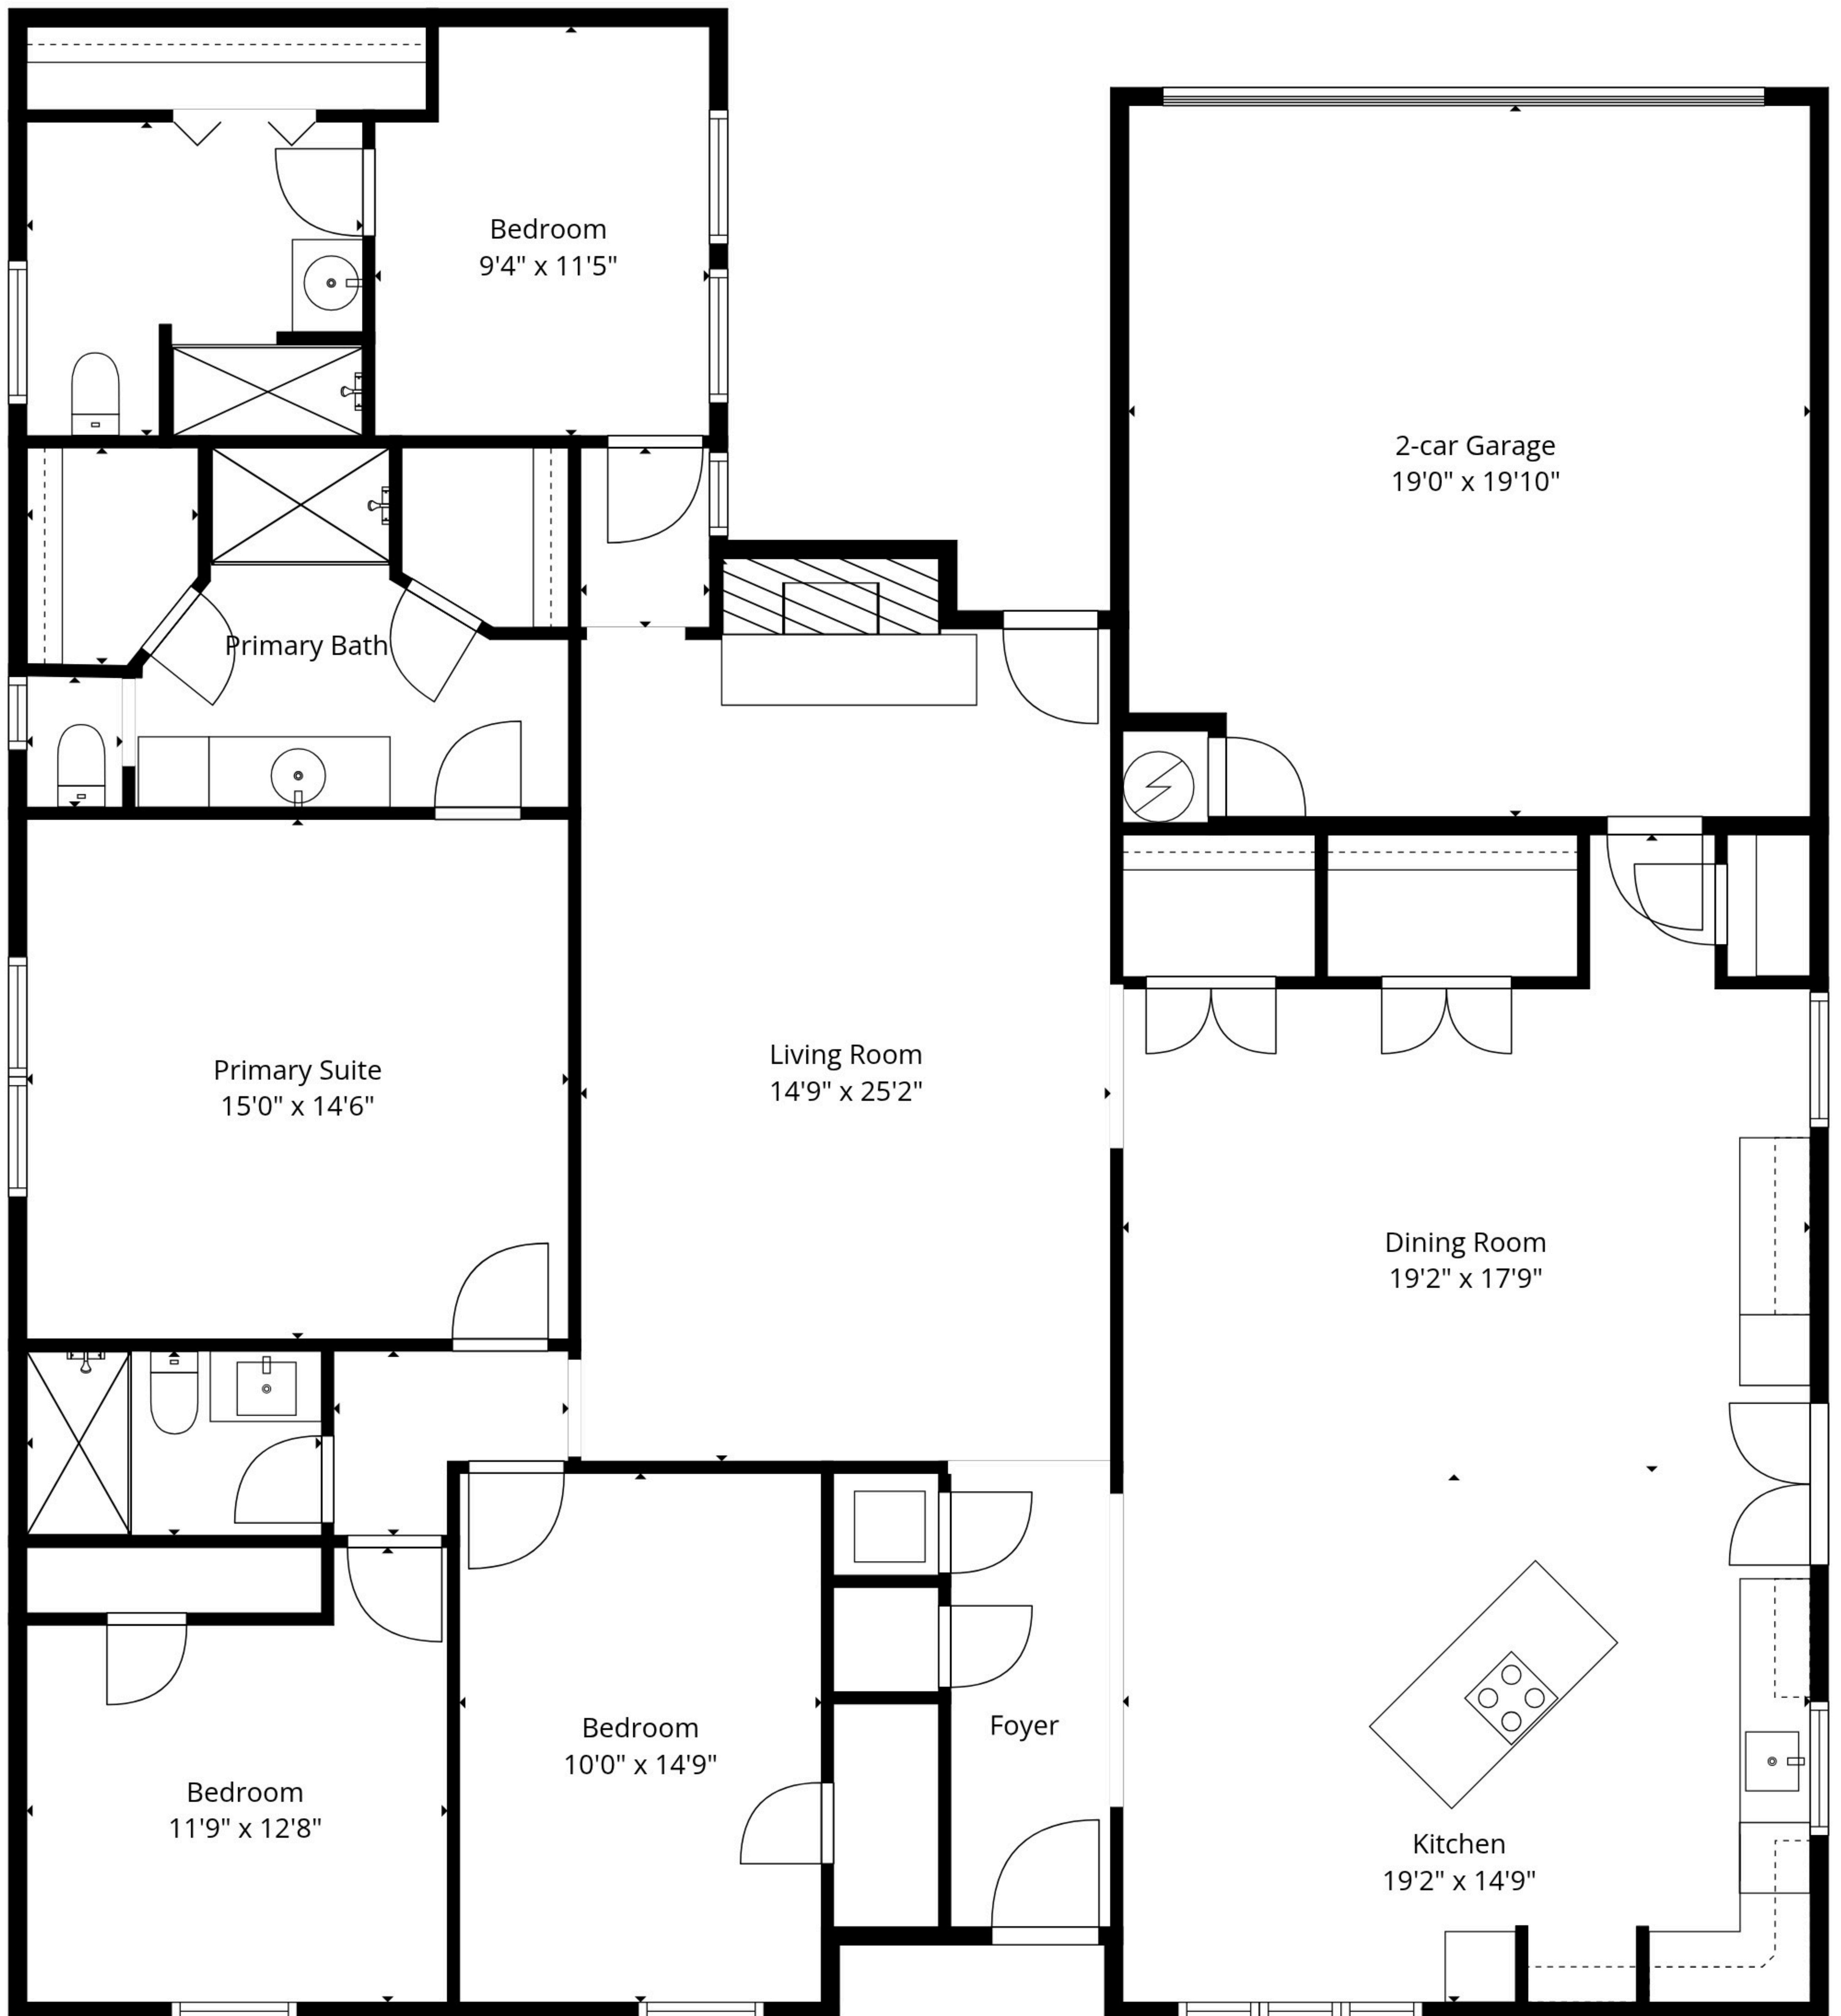 Bedroom
9'4" x 11'5"
2-car Garage
19'0" x 19'10"
Primary Bath
Primary Suite
15'0" x 14'6"
Living Room
14'9" x 25'2"
Dining Room
19'2" x 17'9"
Bedroom
11'9" x 12'8"
Bedroom
10'0" x 14'9"
Foyer
Kitchen
19'2" x 14'9"